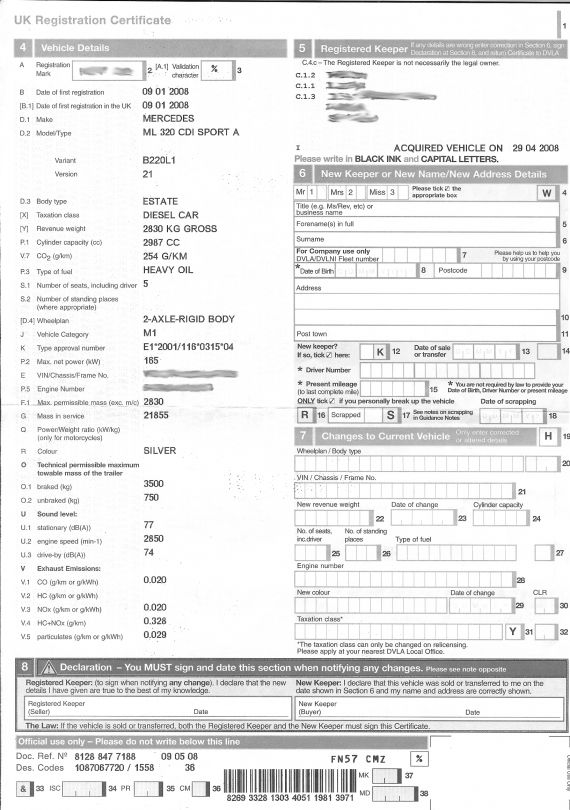 UK Registration Certificate
1
4 Vehicle Details
A Registration Mark 2 [A.1] Validation character % 3
B Date of first registration 09 01 2008
[B.1] Date of first registration in the UK 09 01 2008
D.1 Make MERCEDES
D.2 Model/Type ML 320 CDI SPORT A
Variant B220L1
Version 21
D.3 Body type ESTATE
[X] Taxation class DIESEL CAR
[Y] Revenue weight 2830 KG GROSS
P.1 Cylinder capacity (cc) 2987 CC
V.7 CO2 (g/km) 254 G/KM
P.3 Type of fuel HEAVY OIL
S.1 Number of seats, including driver 5
S.2 Number of standing places (where appropriate)
[D.4] Wheelplan 2-AXLE-RIGID BODY
J Vehicle Category M1
K Type approval number E1*2001/116*0315*04
P.2 Max. net power (kW) 165
E VIN/Chassis/Frame No.
P.5 Engine Number
F.1 Max. permissible mass (exc. m/c) 2830
G Mass in service 21855
Q Power/Weight ratio (kW/kg) (only for motorcycles)
R Colour SILVER
O Technical permissible maximum towable mass of the trailer
O.1 braked (kg) 3500
O.2 unbraked (kg) 750
U Sound level:
U.1 stationary (dB(A)) 77
U.2 engine speed (min-1) 2850
U.3 drive-by (dB(A)) 74
V Exhaust Emissions:
V.1 CO (g/km or g/kWh) 0.020
V.2 HC (g/km or g/kWh)
V.3 NOx (g/km or g/kWh) 0.020
V.4 HC+NOx (g/km) 0.328
V.5 particulates (g/km or g/kWh) 0.029
5 Registered Keeper If any details are wrong enter correction in Section 6, sign Declaration at Section 8, and return Certificate to DVLA
C.4.c – The Registered Keeper is not necessarily the legal owner.
C.1.2
C.1.1
C.1.3
I ACQUIRED VEHICLE ON 29 04 2008
Please write in BLACK INK and CAPITAL LETTERS.
6 New Keeper or New Name/New Address Details
Mr 1 Mrs 2 Miss 3 Please tick ☑ the appropriate box W 4
Title (e.g. Ms/Rev, etc) or business name
Forename(s) in full 5
Surname 6
For Company use only DVLA/DVLNI Fleet number 7 Please help us to help you by using your postcode
* Date of Birth 8 Postcode 9
Address
10
Post town 11
New keeper? If so, tick ☑ here: K 12 Date of sale or transfer 13 14
* Driver Number
* Present mileage (to last complete mile) 15 * You are not required by law to provide your Date of Birth, Driver Number or present mileage
ONLY tick ☑ if you personally break up the vehicle Date of scrapping
R 16 Scrapped S 17 See notes on scrapping in Guidance Notes 18
7 Changes to Current Vehicle Only enter corrected or altered details H 19
Wheelplan / Body type
20
VIN / Chassis / Frame No.
21
New revenue weight Date of change Cylinder capacity
22 23 24
No. of seats, inc.driver No. of standing places Type of fuel
25 26 27
Engine number
28
New colour Date of change CLR
29 30
Taxation class*
Y 31 32
*The taxation class can only be changed on relicensing.
Please apply at your nearest DVLA Local Office.
8 Declaration – You MUST sign and date this section when notifying any changes. Please see note opposite
Registered Keeper: (to sign when notifying any change). I declare that the new details I have given are true to the best of my knowledge.
New Keeper: I declare that this vehicle was sold or transferred to me on the date shown in Section 6 and my name and address are correctly shown.
Registered Keeper (Seller) Date
New Keeper (Buyer) Date
The Law: If the vehicle is sold or transferred, both the Registered Keeper and the New Keeper must sign this Certificate.
Official use only – Please do not write below this line
Doc. Ref. Nº 8128 847 7188 09 05 08 FN57 CMZ %
Des. Codes 1087067720 / 1558 38
& 33 ISC 34 PR 35 CM 36
8269 3328 1303 4051 1981 3971
MK 37
MD 38